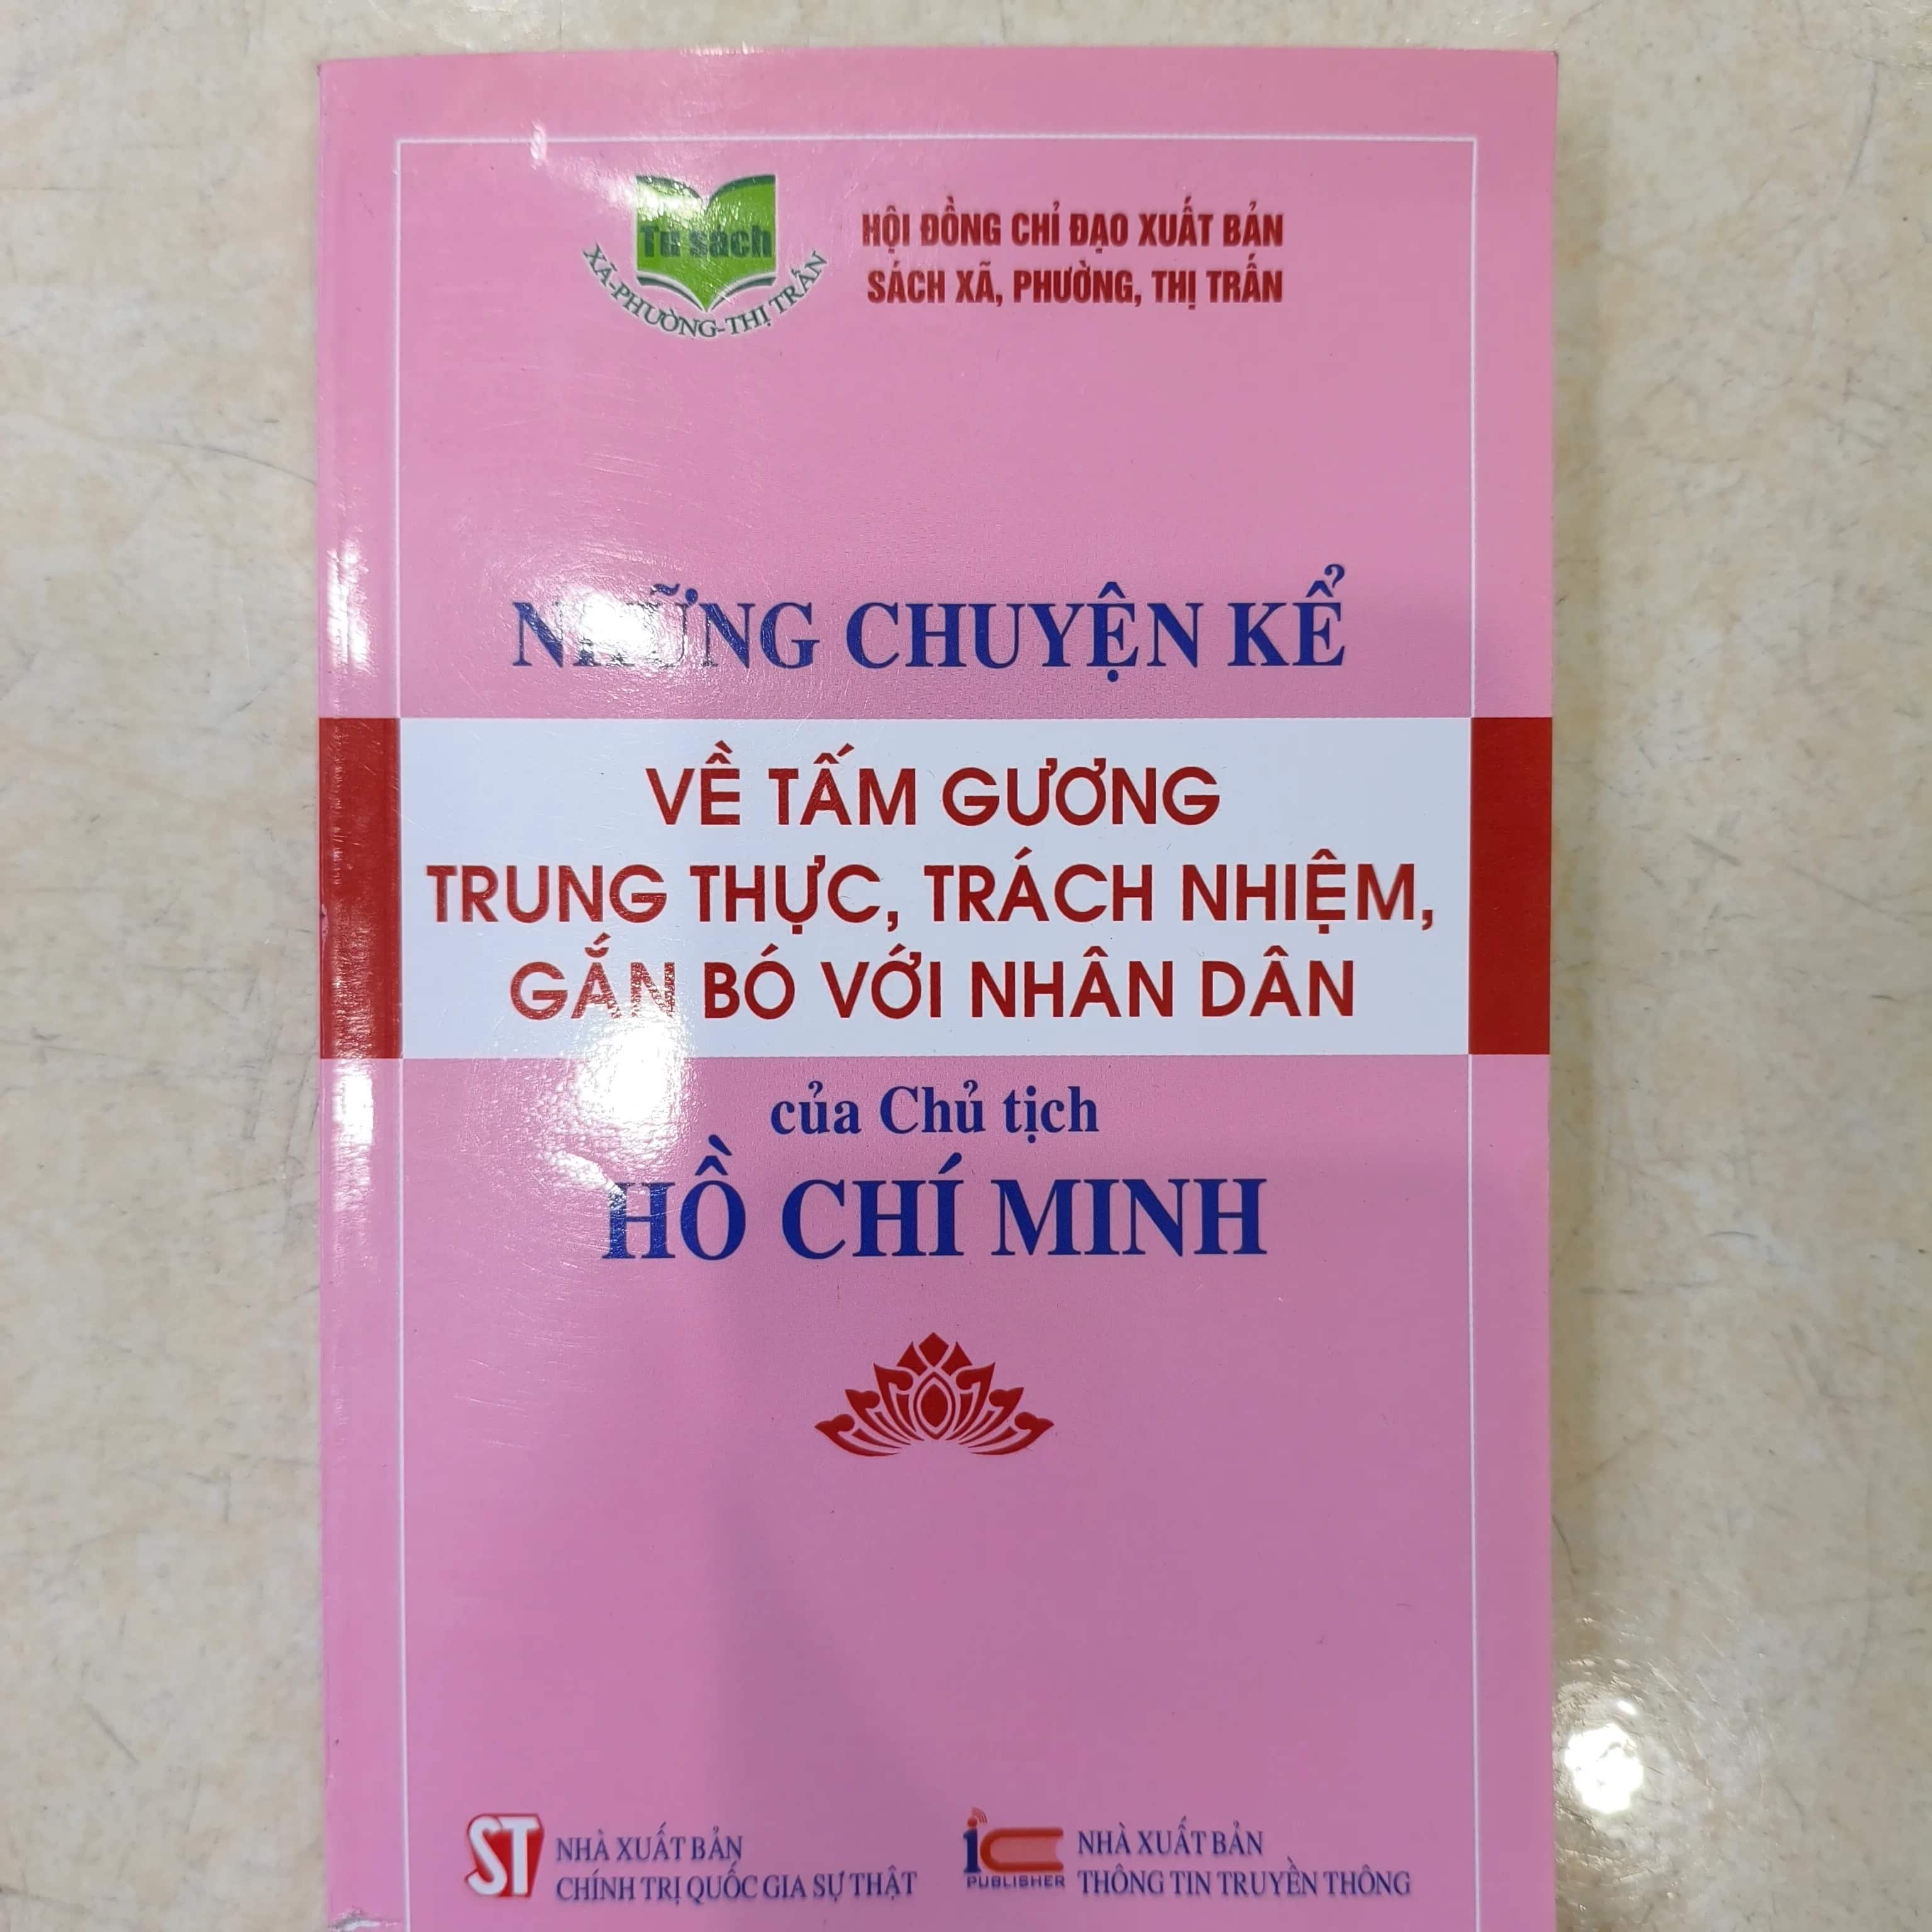 Tủ sách
XÃ-PHƯỜNG-THỊ TRẤN
HỘI ĐỒNG CHỈ ĐẠO XUẤT BẢN
SÁCH XÃ, PHƯỜNG, THỊ TRẤN
NHỮNG CHUYỆN KỂ
VỀ TẤM GƯƠNG
TRUNG THỰC, TRÁCH NHIỆM,
GẮN BÓ VỚI NHÂN DÂN
của Chủ tịch
HỒ CHÍ MINH
ST
NHÀ XUẤT BẢN
CHÍNH TRỊ QUỐC GIA SỰ THẬT
ic
PUBLISHER
NHÀ XUẤT BẢN
THÔNG TIN TRUYỀN THÔNG